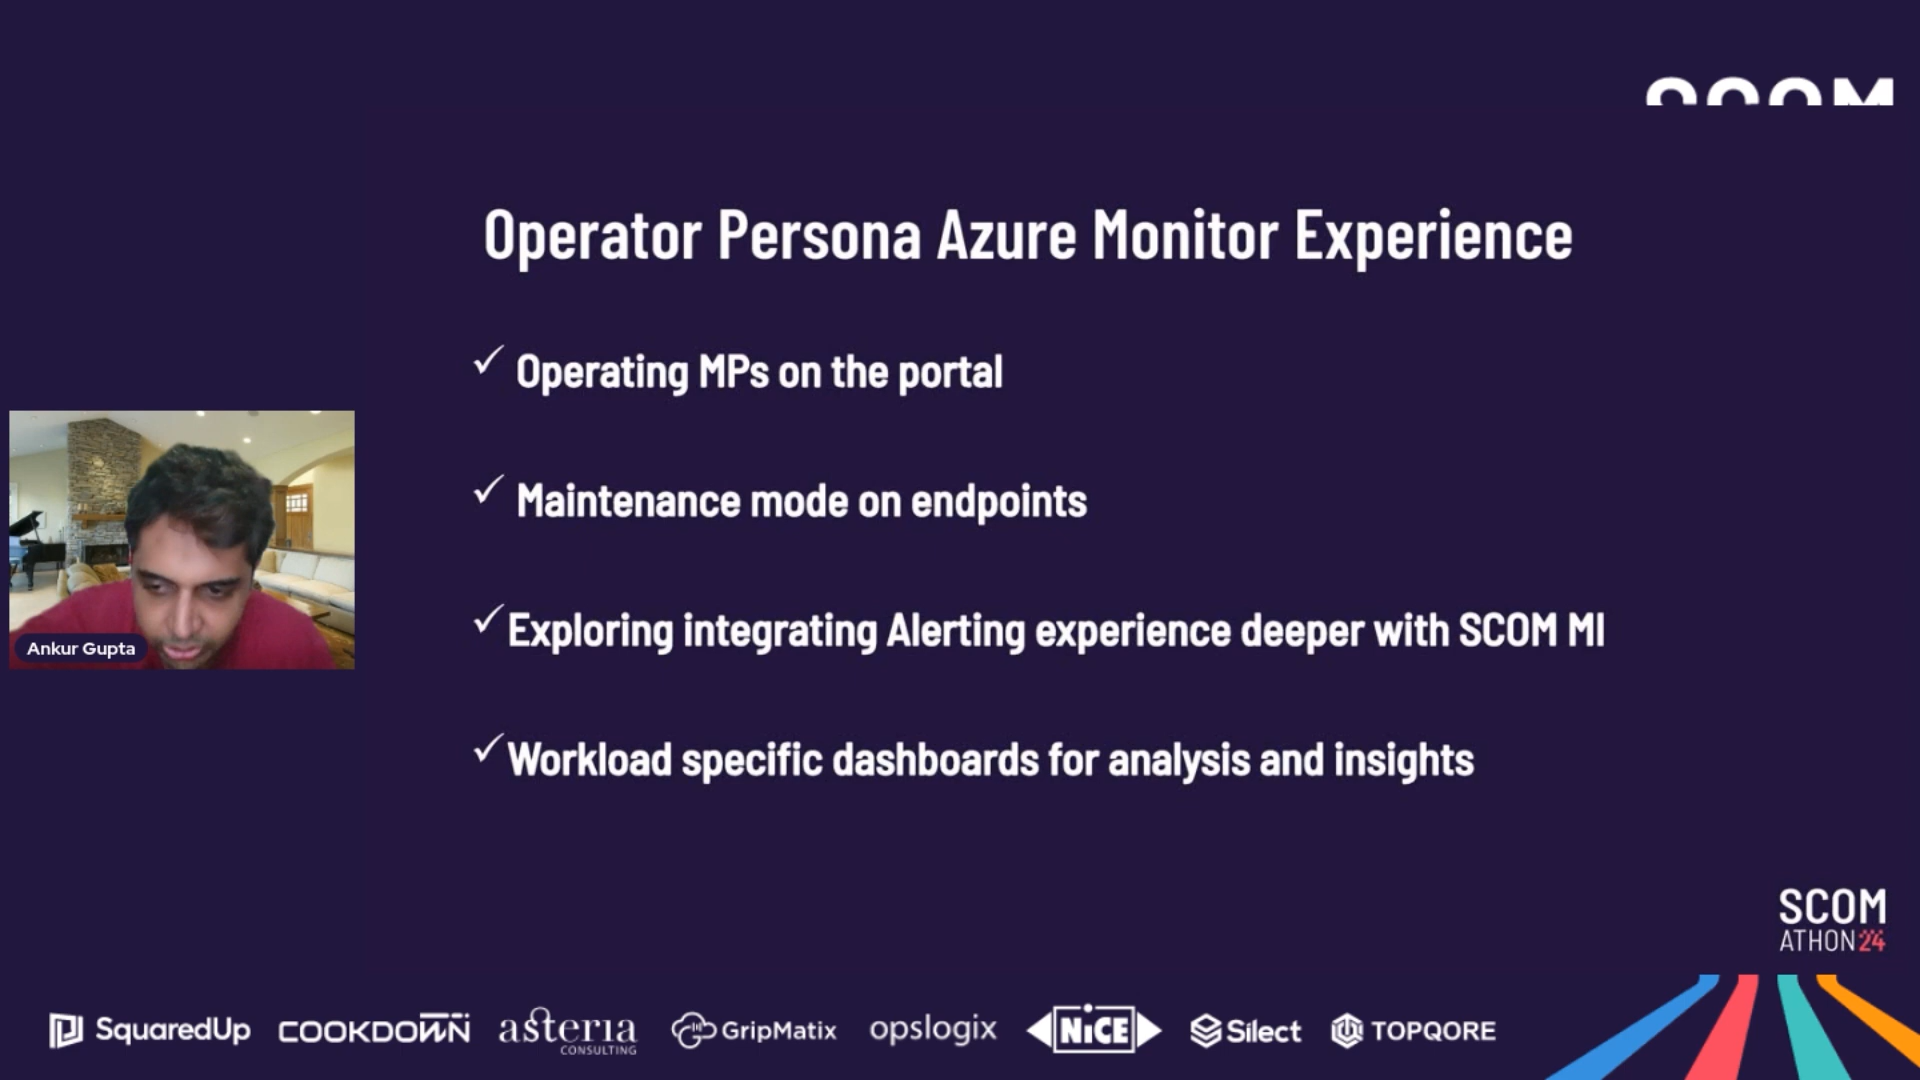 SCOM
Operator Persona Azure Monitor Experience
Operating MPs on the portal
Maintenance mode on endpoints
Exploring integrating Alerting experience deeper with SCOM MI
Workload specific dashboards for analysis and insights
Ankur Gupta
SCOM
ATHON24
SquaredUp
COOKDOWN
asteria
CONSULTING
GripMatix
opslogix
NiCE
Silect
TOPQORE